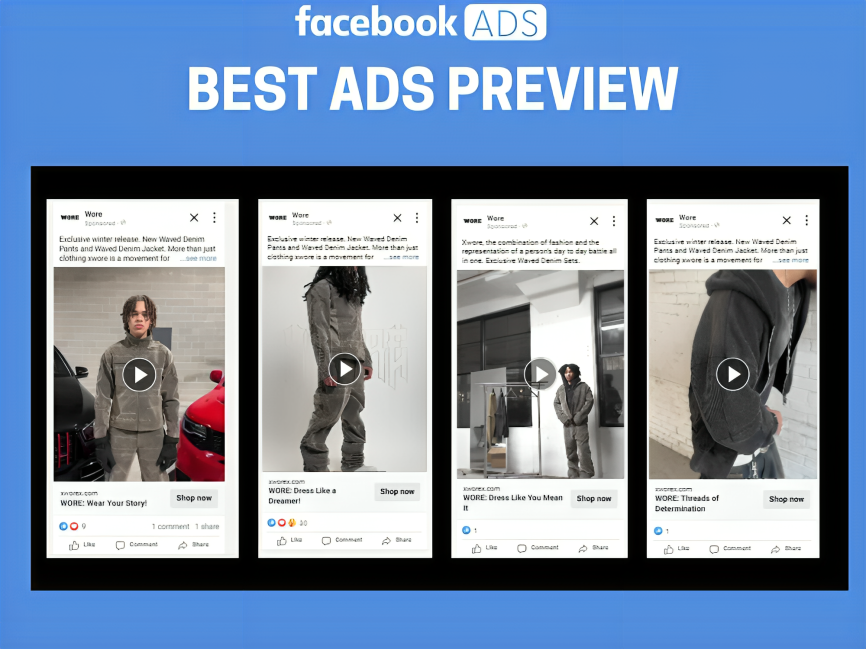 facebook ADS
BEST ADS PREVIEW
WORE Wore
Sponsored
Exclusive winter release. New Waved Denim
Pants and Waved Denim Jacket. More than just
clothing xwore is a movement for ...see more
xworex.com
WORE: Wear Your Story!
Shop now
9
1 comment 1 share
Like Comment Share
WORE Wore
Sponsored
Exclusive winter release. New Waved Denim
Pants and Waved Denim Jacket. More than just
clothing xwore is a movement for ...see more
xworex.com
WORE: Dress Like a
Dreamer!
Shop now
30
Like Comment Share
WORE Wore
Sponsored
Xwore, the combination of fashion and the
representation of a person's day to day battle all
in one. Exclusive Waved Denim Sets.
xworex.com
WORE: Dress Like You Mean
It
Shop now
1
Like Comment Share
WORE Wore
Sponsored
Exclusive winter release. New Waved Denim
Pants and Waved Denim Jacket. More than just
clothing xwore is a movement for ...see more
xworex.com
WORE: Threads of
Determination
Shop now
1
Like Comment Share